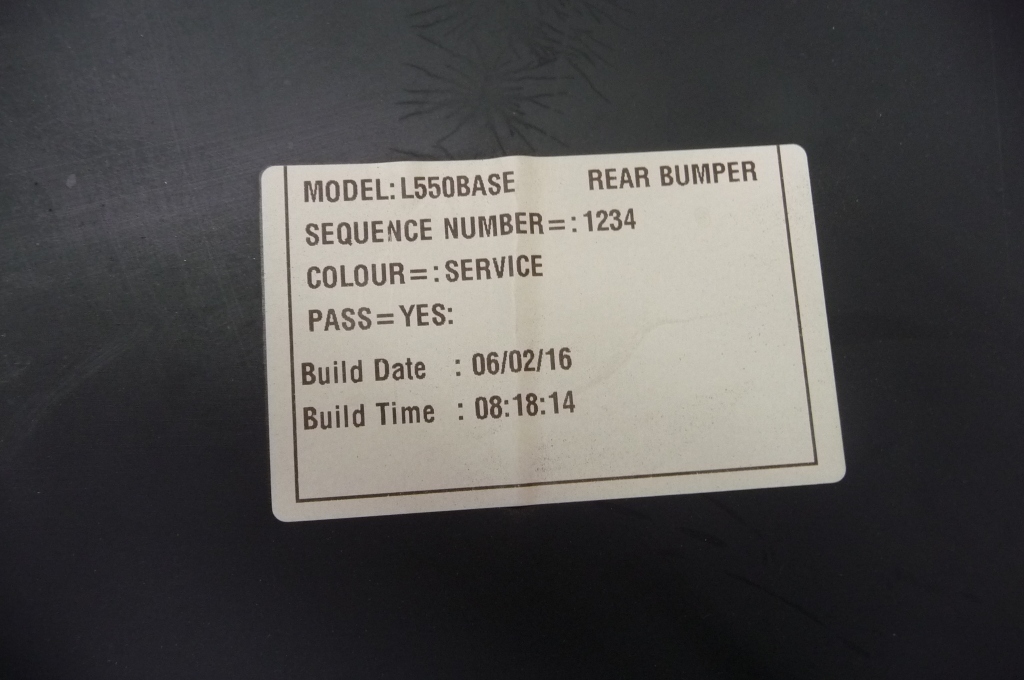 MODEL: L550BASE REAR BUMPER
SEQUENCE NUMBER=: 1234
COLOUR=: SERVICE
PASS=YES:
Build Date : 06/02/16
Build Time : 08:18:14